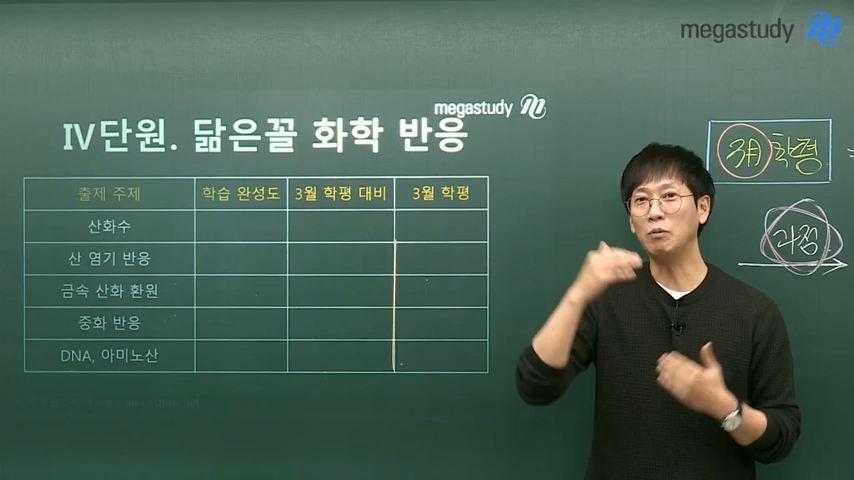 megastudy
megastudy
Ⅳ단원. 닮은꼴 화학 반응
3월 학평
출제 주제 학습 완성도 3월 학평 대비 3월 학평
산화수
산 염기 반응
금속 산화 환원
중화 반응
DNA, 아미노산
과정